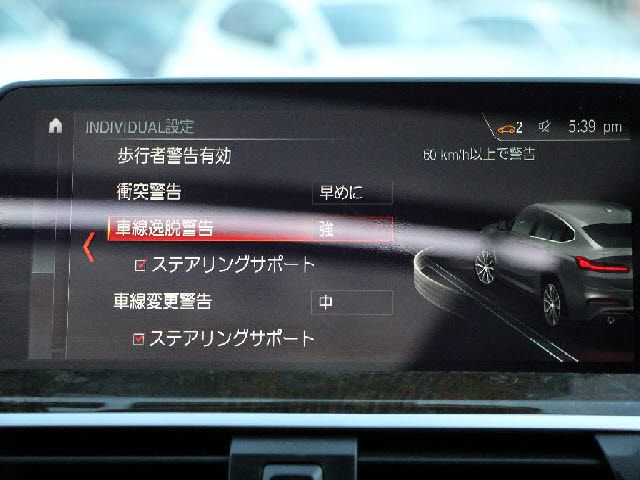 INDIVIDUAL設定
2 5:39 pm
歩行者警告有効
60 km/h以上で警告
衝突警告 早めに
車線逸脱警告 強
ステアリングサポート
車線変更警告 中
ステアリングサポート